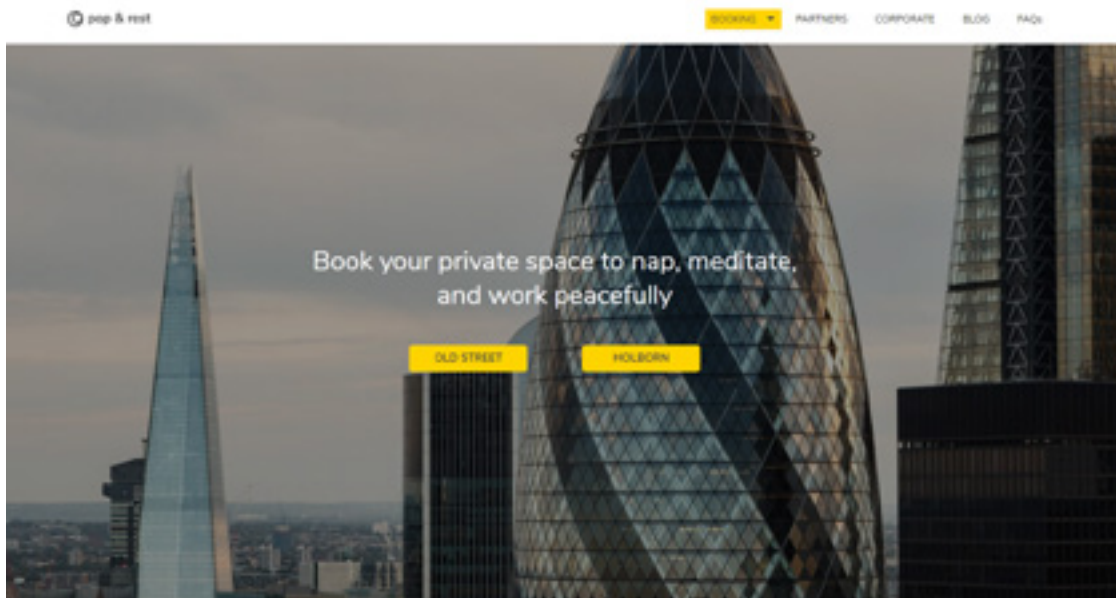 pop & rest
BOOKING PARTNERS CORPORATE BLOG FAQs
Book your private space to nap, meditate,
and work peacefully
OLD STREET HOLBORN